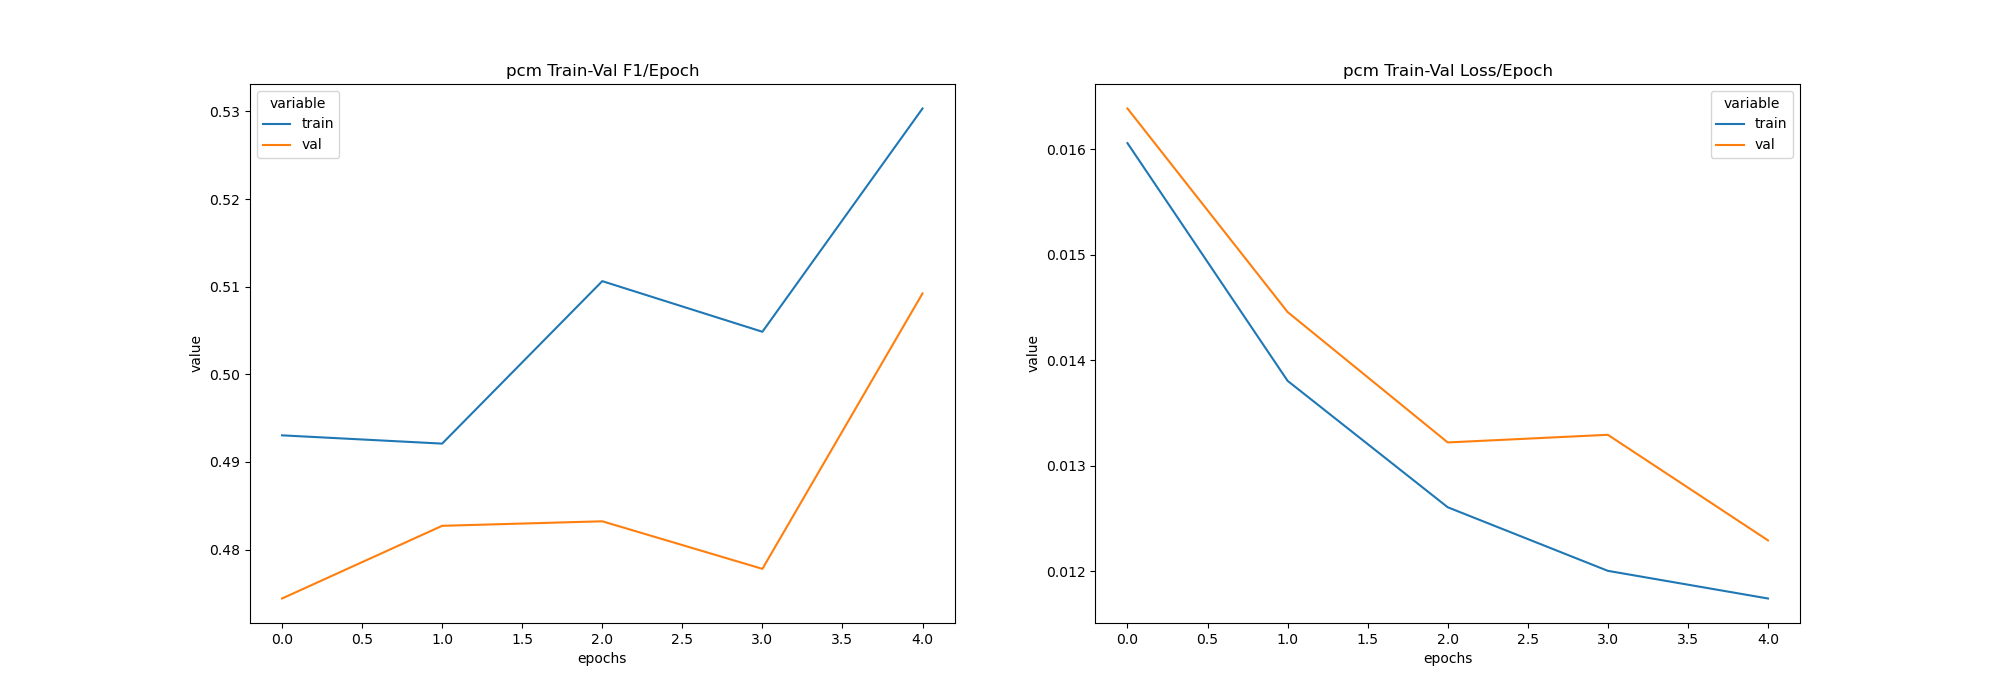 pcm Train-Val F1/Epoch
variable
train
val
0.53
0.52
0.51
0.50
0.49
0.48
value
0.0 0.5 1.0 1.5 2.0 2.5 3.0 3.5 4.0
epochs
pcm Train-Val Loss/Epoch
variable
train
val
0.016
0.015
0.014
0.013
0.012
value
0.0 0.5 1.0 1.5 2.0 2.5 3.0 3.5 4.0
epochs